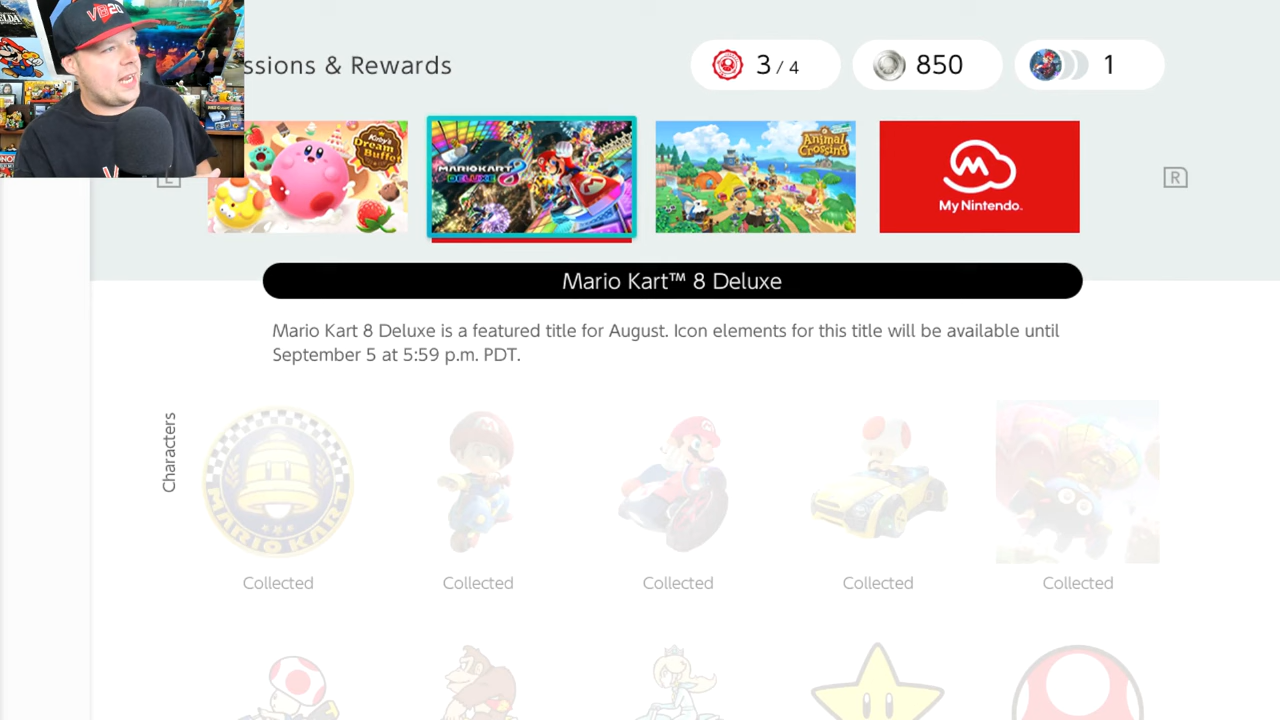 ssions & Rewards
3 / 4
850
1
Kirby's
Dream
Buffet
MARIOKART 8
DELUXE
Animal
Crossing
My Nintendo.
R
Mario Kart™ 8 Deluxe
Mario Kart 8 Deluxe is a featured title for August. Icon elements for this title will be available until
September 5 at 5:59 p.m. PDT.
Characters
MARIO KART
Collected
Collected
Collected
Collected
Collected